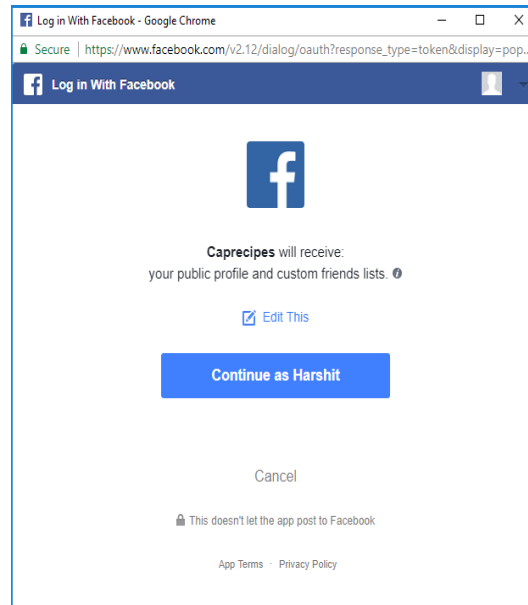 Log in With Facebook - Google Chrome
Secure | https://www.facebook.com/v2.12/dialog/oauth?response_type=token&display=pop...
Log in With Facebook
Caprecipes will receive:
your public profile and custom friends lists.
Edit This
Continue as Harshit
Cancel
This doesn't let the app post to Facebook
App Terms · Privacy Policy